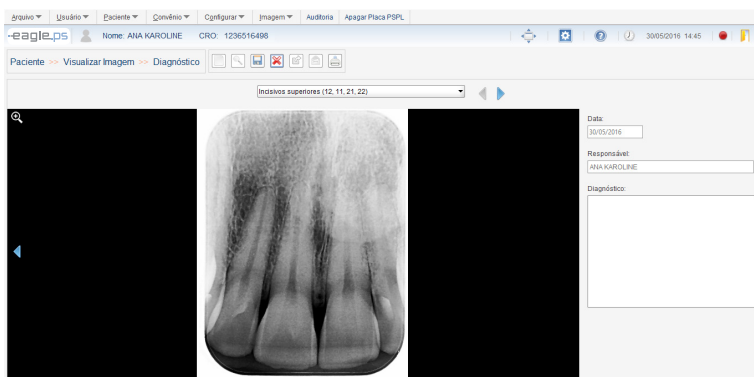 Arquivo Usuário Paciente Convênio Configurar Imagem Auditoria Apagar Placa PSPL
eagle.ps Nome: ANA KAROLINE CRO: 1236516498 30/05/2016 14:45
Paciente >> Visualizar Imagem >> Diagnóstico
Incisivos superiores (12, 11, 21, 22)
Data:
30/05/2016
Responsável:
ANA KAROLINE
Diagnóstico: